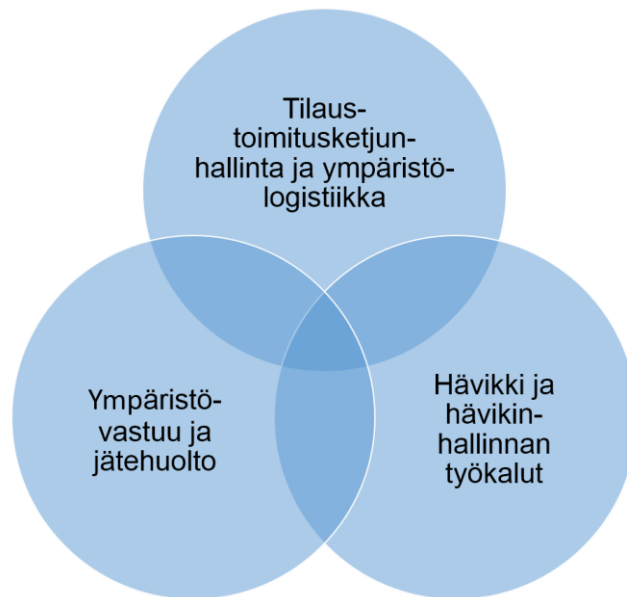 Tilaus-
toimitusketjun-
hallinta ja ympäristö-
logistiikka
Ympäristö-
vastuu ja
jätehuolto
Hävikki ja
hävikin-
hallinnan
työkalut